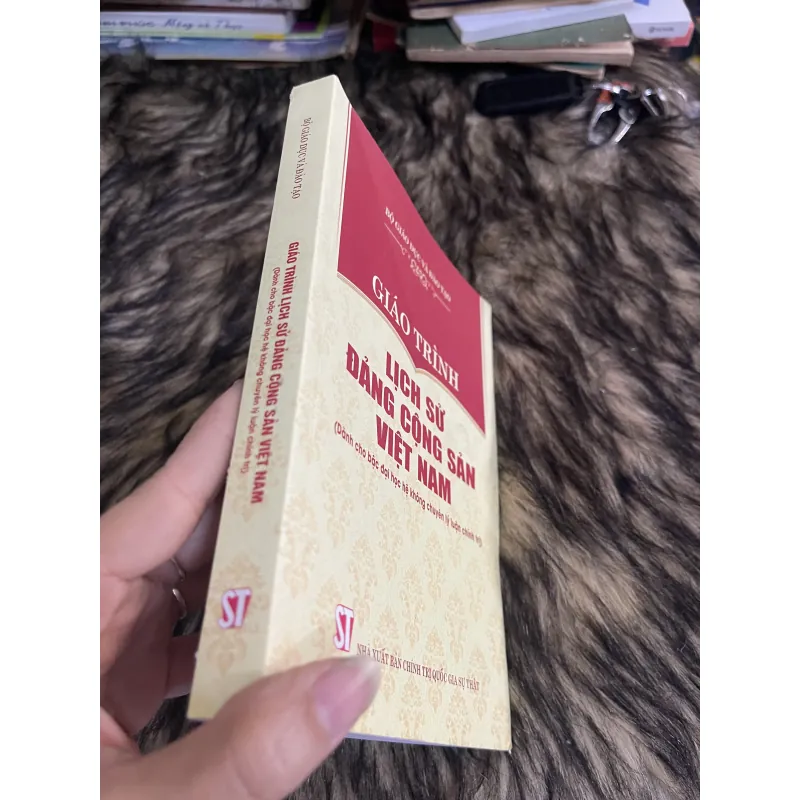 BỘ GIÁO DỤC VÀ ĐÀO TẠO
GIÁO TRÌNH LỊCH SỬ ĐẢNG CỘNG SẢN VIỆT NAM
(Dành cho bậc đại học hệ không chuyên lý luận chính trị)
ST
BỘ GIÁO DỤC VÀ ĐÀO TẠO
GIÁO TRÌNH
LỊCH SỬ
ĐẢNG CỘNG SẢN
VIỆT NAM
(Dành cho bậc đại học hệ không chuyên lý luận chính trị)
ST
NHÀ XUẤT BẢN CHÍNH TRỊ QUỐC GIA SỰ THẬT